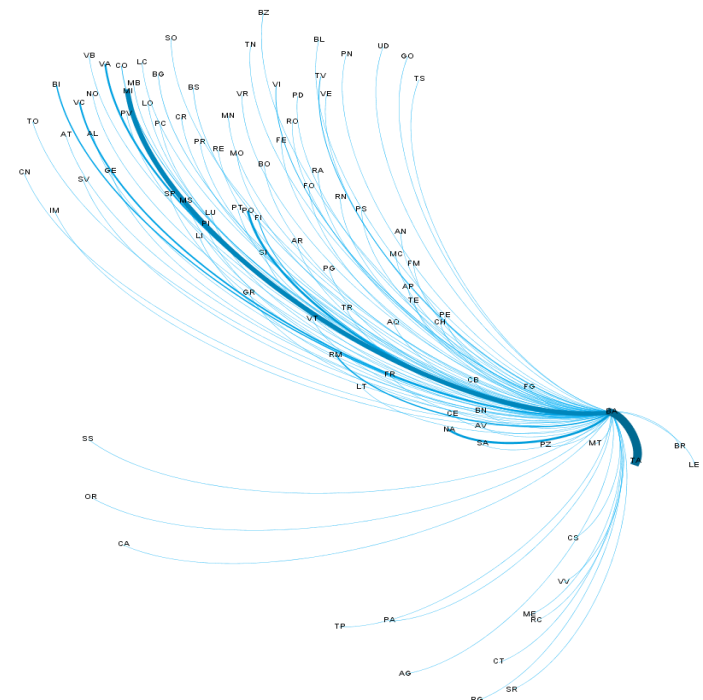 BZ
SO
BL
TN
UD
PN
GO
VB
LC
VA
CO
BG
TV
TS
BI
MB
VI
BS
MI
NO
VR
PD
VE
VC
LO
PV
MN
CR
TO
PC
RO
AT
AL
PR
FE
RE
MO
BO
GE
RA
CN
SV
FO
SP
MS
RN
IM
LU
PT
PO
PS
FI
PI
AN
LI
AR
SI
MC
FM
PG
AP
GR
TE
TR
PE
VT
AQ
CH
RM
FR
CB
LT
FG
BN
BA
CE
AV
NA
SS
SA
PZ
MT
BR
TA
LE
OR
CS
CA
VV
ME
RC
PA
TP
CT
AG
SR
RG